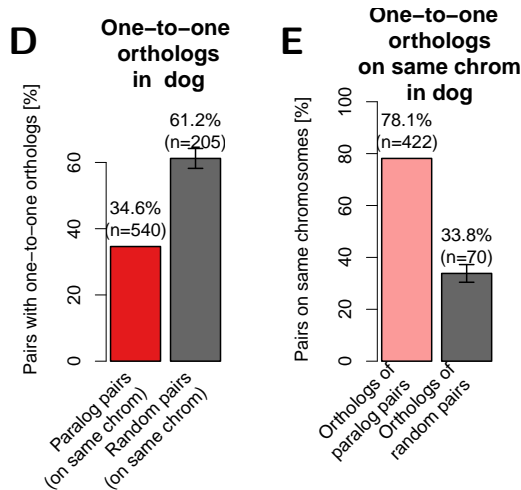 D
One−to−one
orthologs
in dog
Pairs with one−to−one orthologs [%]
0
20
40
60
34.6%
(n=540)
61.2%
(n=205)
Paralog pairs
(on same chrom)
Random pairs
(on same chrom)
E
One−to−one
orthologs
on same chrom
in dog
Pairs on same chromosomes [%]
0
20
40
60
80
100
78.1%
(n=422)
33.8%
(n=70)
Orthologs of
paralog pairs
Orthologs of
random pairs